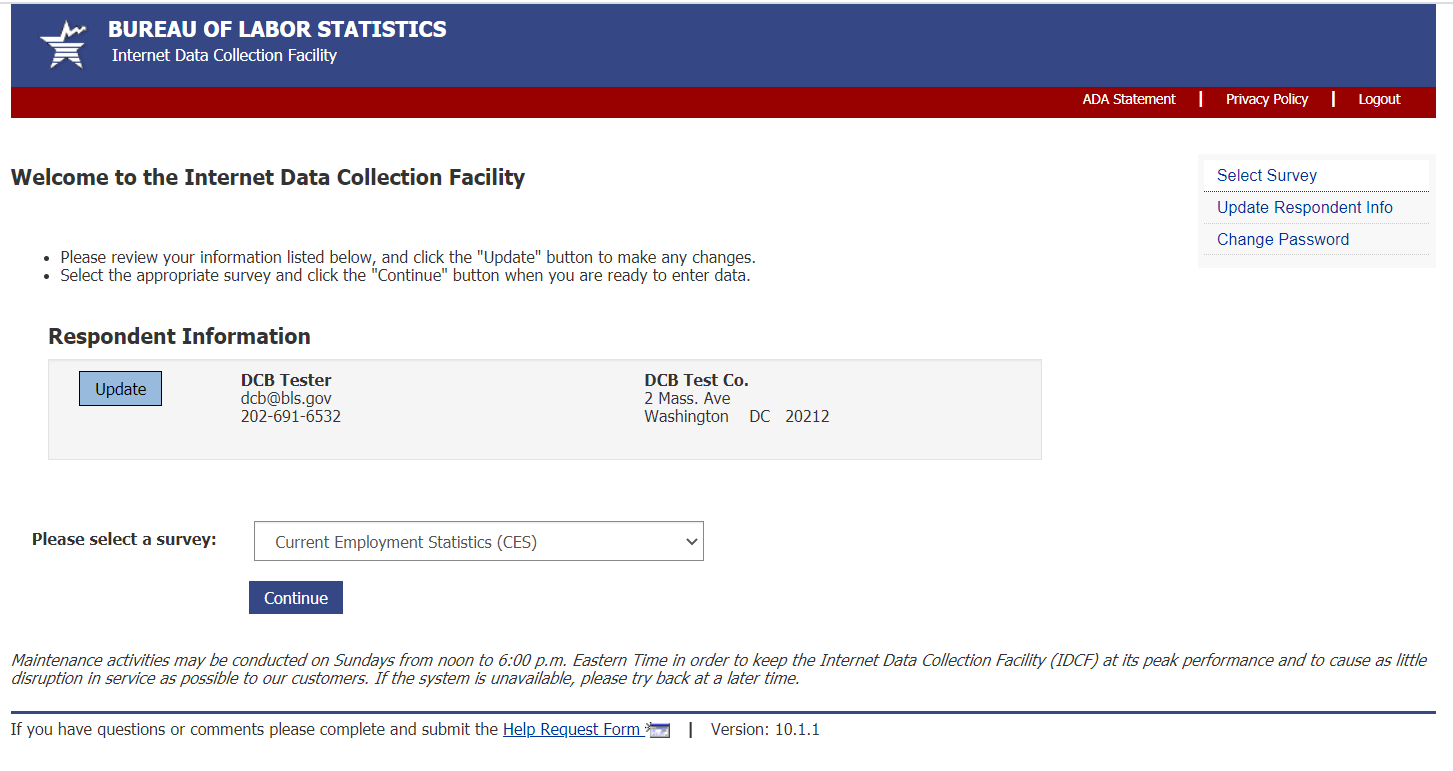 BUREAU OF LABOR STATISTICS
Internet Data Collection Facility
ADA Statement | Privacy Policy | Logout
Welcome to the Internet Data Collection Facility
Select Survey
Update Respondent Info
Change Password
• Please review your information listed below, and click the "Update" button to make any changes.
• Select the appropriate survey and click the "Continue" button when you are ready to enter data.
Respondent Information
Update
DCB Tester
dcb@bls.gov
202-691-6532
DCB Test Co.
2 Mass. Ave
Washington DC 20212
Please select a survey: Current Employment Statistics (CES)
Continue
Maintenance activities may be conducted on Sundays from noon to 6:00 p.m. Eastern Time in order to keep the Internet Data Collection Facility (IDCF) at its peak performance and to cause as little
disruption in service as possible to our customers. If the system is unavailable, please try back at a later time.
If you have questions or comments please complete and submit the Help Request Form | Version: 10.1.1